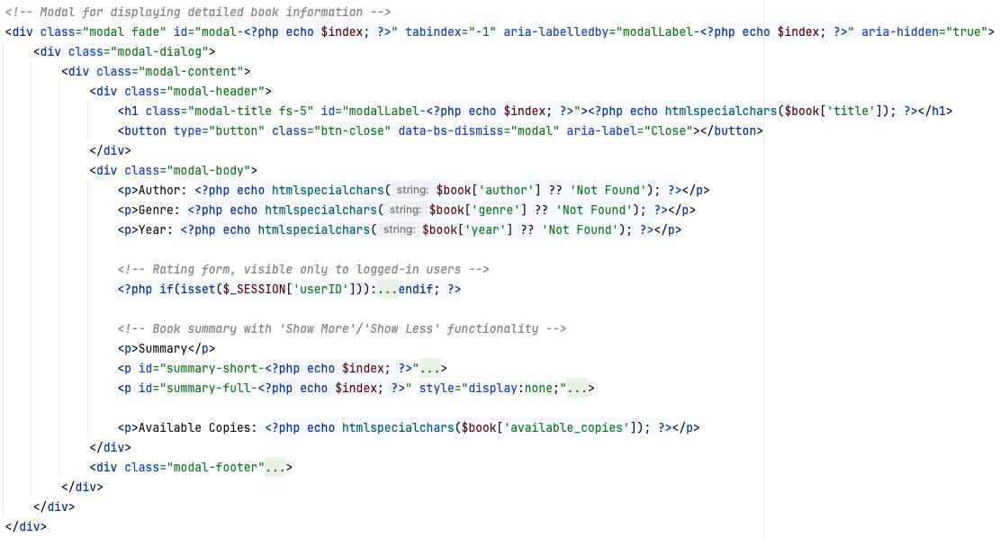 <!-- Modal for displaying detailed book information -->
<div class="modal fade" id="modal-<?php echo $index; ?>" tabindex="-1" aria-labelledby="modalLabel-<?php echo $index; ?>" aria-hidden="true">
<div class="modal-dialog">
<div class="modal-content">
<div class="modal-header">
<h1 class="modal-title fs-5" id="modalLabel-<?php echo $index; ?>"><?php echo htmlspecialchars($book['title']); ?></h1>
<button type="button" class="btn-close" data-bs-dismiss="modal" aria-label="Close"></button>
</div>
<div class="modal-body">
<p>Author: <?php echo htmlspecialchars( string: $book['author'] ?? 'Not Found'); ?></p>
<p>Genre: <?php echo htmlspecialchars( string: $book['genre'] ?? 'Not Found'); ?></p>
<p>Year: <?php echo htmlspecialchars( string: $book['year'] ?? 'Not Found'); ?></p>
<!-- Rating form, visible only to logged-in users -->
<?php if(isset($_SESSION['userID'])):...endif; ?>
<!-- Book summary with 'Show More'/'Show Less' functionality -->
<p>Summary</p>
<p id="summary-short-<?php echo $index; ?>"...>
<p id="summary-full-<?php echo $index; ?>" style="display:none;"...>
<p>Available Copies: <?php echo htmlspecialchars($book['available_copies']); ?></p>
</div>
<div class="modal-footer"...>
</div>
</div>
</div>